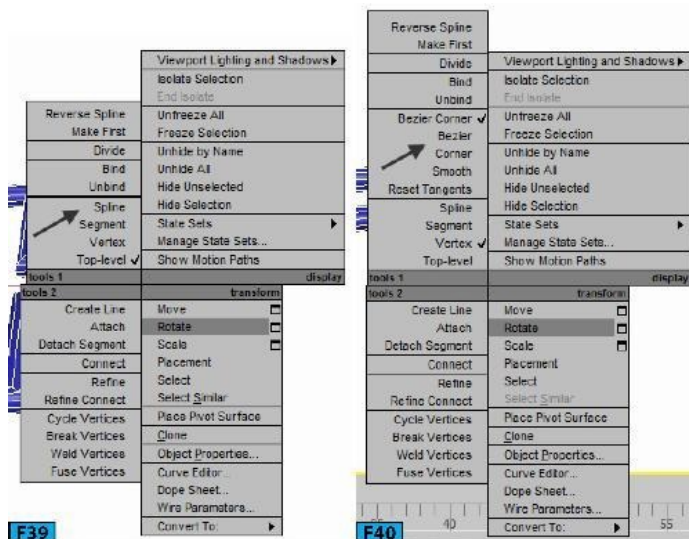 Viewport Lighting and Shadows
Isolate Selection
End Isolate
Reverse Spline
Unfreeze All
Make First
Freeze Selection
Divide
Unhide by Name
Bind
Unhide All
Unbind
Hide Unselected
Spline
Hide Selection
Segment
State Sets
Vertex
Manage State Sets...
Top-level ✓
Show Motion Paths
tools 1
display
tools 2
transform
Create Line
Move
Attach
Rotate
Detach Segment
Scale
Connect
Placement
Refine
Select
Refine Connect
Select Similar
Cycle Vertices
Place Pivot Surface
Break Vertices
Clone
Weld Vertices
Object Properties...
Fuse Vertices
Curve Editor...
Dope Sheet...
Wire Parameters...
Convert To:
F39
Reverse Spline
Make First
Divide
Viewport Lighting and Shadows
Bind
Isolate Selection
Unbind
End Isolate
Bezier Corner ✓
Unfreeze All
Bezier
Freeze Selection
Corner
Unhide by Name
Smooth
Unhide All
Reset Tangents
Hide Unselected
Spline
Hide Selection
Segment
State Sets
Vertex ✓
Manage State Sets...
Top-level
Show Motion Paths
tools 1
display
tools 2
transform
Create Line
Move
Attach
Rotate
Detach Segment
Scale
Connect
Placement
Refine
Select
Refine Connect
Select Similar
Cycle Vertices
Place Pivot Surface
Break Vertices
Clone
Weld Vertices
Object Properties...
Fuse Vertices
Curve Editor...
Dope Sheet...
Wire Parameters...
Convert To:
40
55
F40